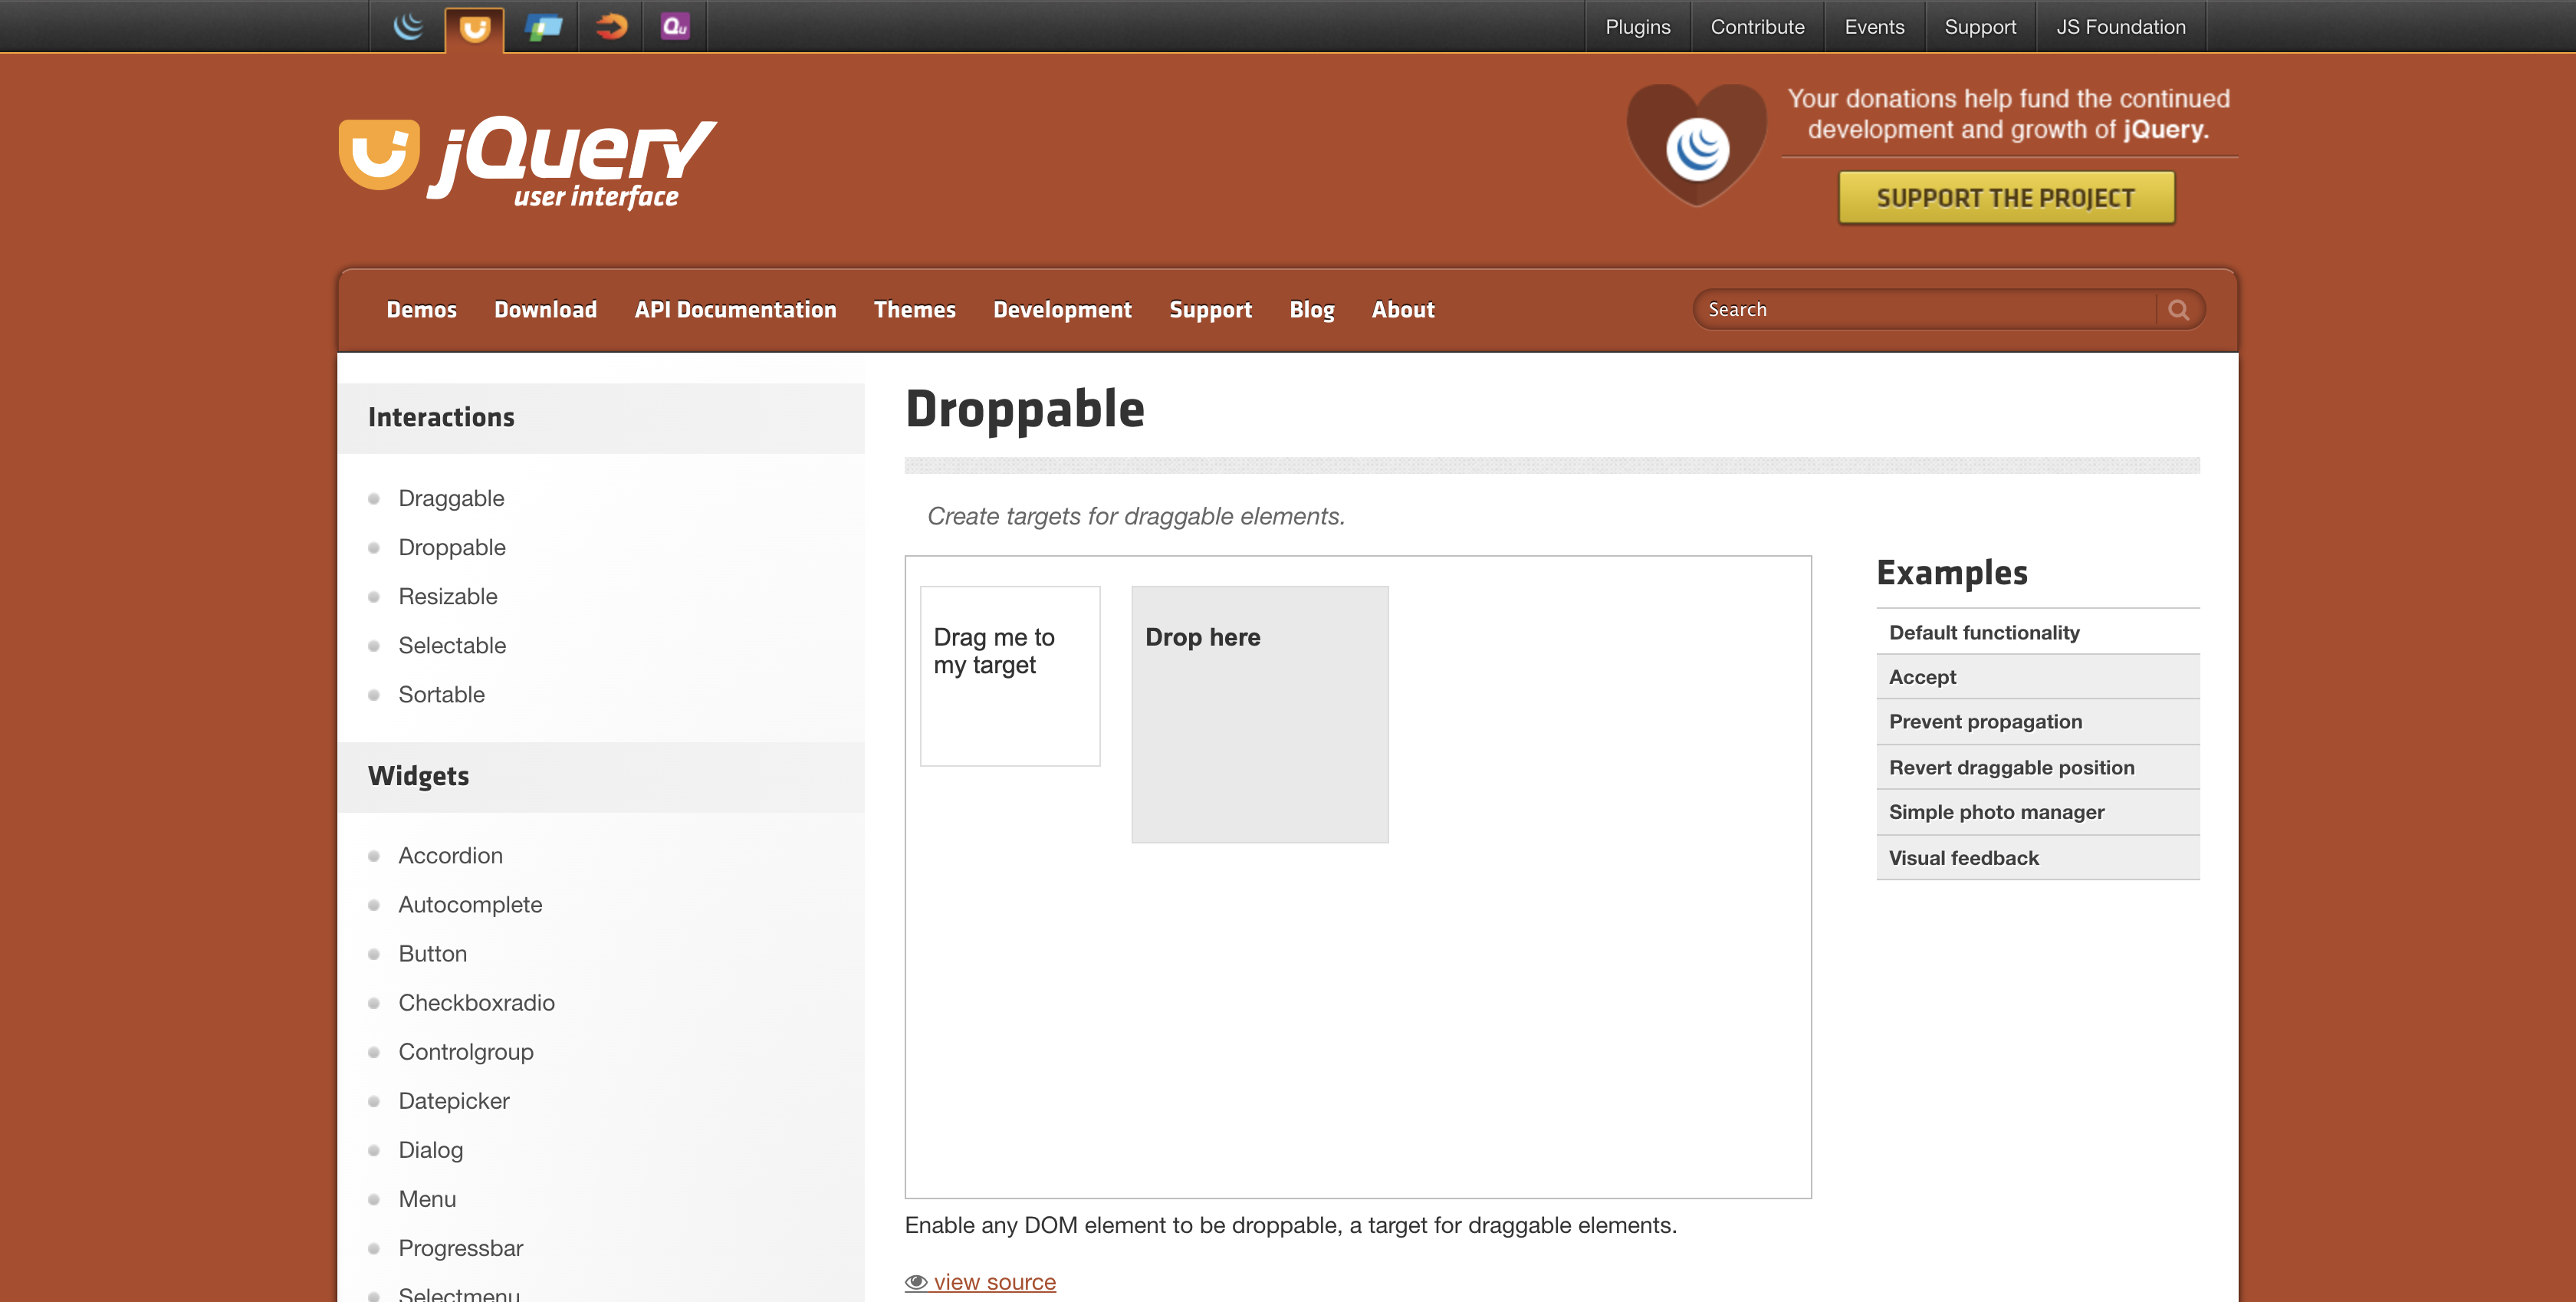 Qu
Plugins
Contribute
Events
Support
JS Foundation
jQuery
user interface
Your donations help fund the continued
development and growth of jQuery.
SUPPORT THE PROJECT
Demos
Download
API Documentation
Themes
Development
Support
Blog
About
Search
Interactions
Draggable
Droppable
Resizable
Selectable
Sortable
Widgets
Accordion
Autocomplete
Button
Checkboxradio
Controlgroup
Datepicker
Dialog
Menu
Progressbar
Selectmenu
Droppable
Create targets for draggable elements.
Drag me to
my target
Drop here
Enable any DOM element to be droppable, a target for draggable elements.
view source
Examples
Default functionality
Accept
Prevent propagation
Revert draggable position
Simple photo manager
Visual feedback